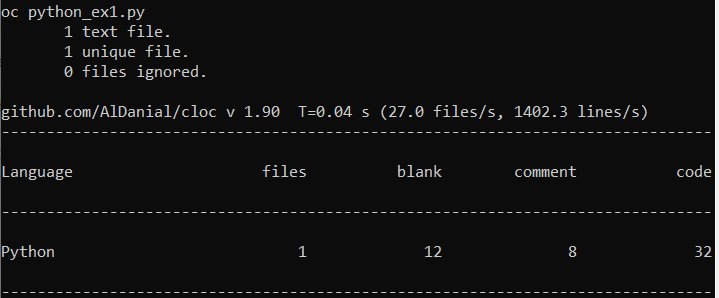 oc python_ex1.py
1 text file.
1 unique file.
0 files ignored.
github.com/AlDanial/cloc v 1.90  T=0.04 s (27.0 files/s, 1402.3 lines/s)
-------------------------------------------------------------------------------
Language                     files          blank        comment           code
-------------------------------------------------------------------------------
Python                           1             12              8             32
-------------------------------------------------------------------------------